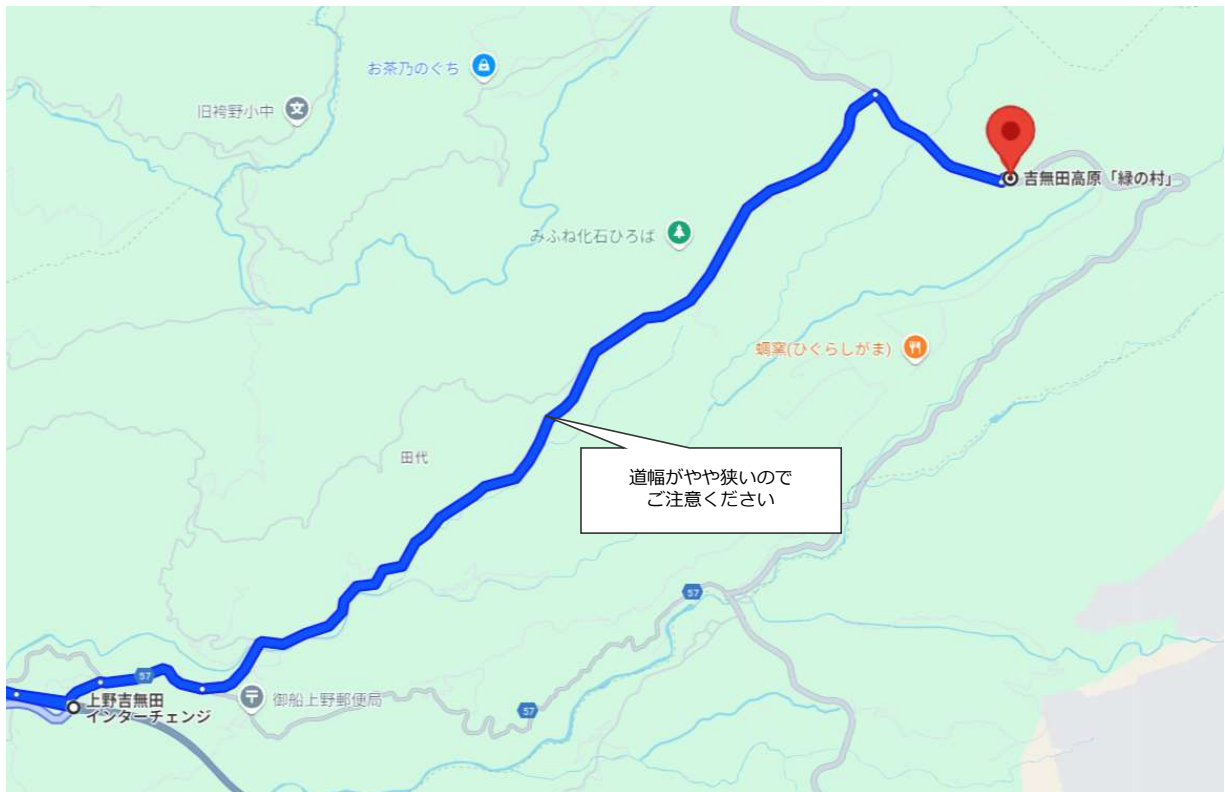 お茶乃のぐち
旧袴野小中
文
吉無田高原「緑の村」
みふね化石ひろば
蜩窯(ひぐらしがま)
田代
道幅がやや狭いので
ご注意ください
57
57
上野吉無田
インターチェンジ
〒
御船上野郵便局
57